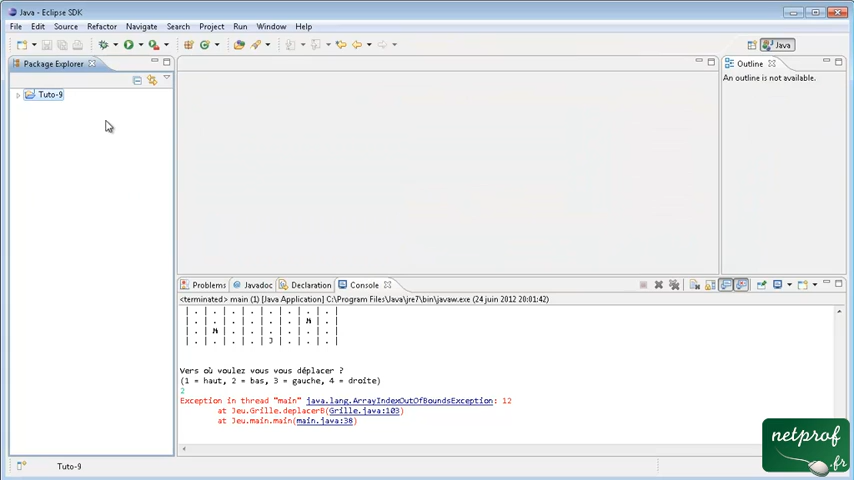 Java - Eclipse SDK
File Edit Source Refactor Navigate Search Project Run Window Help
Java
Package Explorer
Outline
Tuto-9
An outline is not available.
Problems Javadoc Declaration Console
<terminated> main (1) [Java Application] C:\Program Files\Java\jre7\bin\javaw.exe (24 juin 2012 20:01:42)
| . | . | . | . | . | . | . | . |
| . | . | . | . | . | . | M | . |
| . | M | . | . | . | . | . | . |
| . | . | . | . | J | . | . | . |
Vers où voulez vous vous déplacer ?
(1 = haut, 2 = bas, 3 = gauche, 4 = droite)
2
Exception in thread "main" java.lang.ArrayIndexOutOfBoundsException: 12
at Jeu.Grille.deplacerB(Grille.java:103)
at Jeu.main.main(main.java:38)
Tuto-9
netprof
.fr